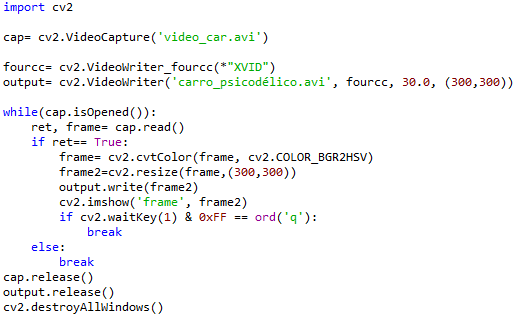 import cv2

cap= cv2.VideoCapture('video_car.avi')

fourcc= cv2.VideoWriter_fourcc(*"XVID")
output= cv2.VideoWriter('carro_psicodélico.avi', fourcc, 30.0, (300,300))

while(cap.isOpened()):
    ret, frame= cap.read()
    if ret== True:
        frame= cv2.cvtColor(frame, cv2.COLOR_BGR2HSV)
        frame2=cv2.resize(frame,(300,300))
        output.write(frame2)
        cv2.imshow('frame', frame2)
        if cv2.waitKey(1) & 0xFF == ord('q'):
            break
    else:
        break
cap.release()
output.release()
cv2.destroyAllWindows()